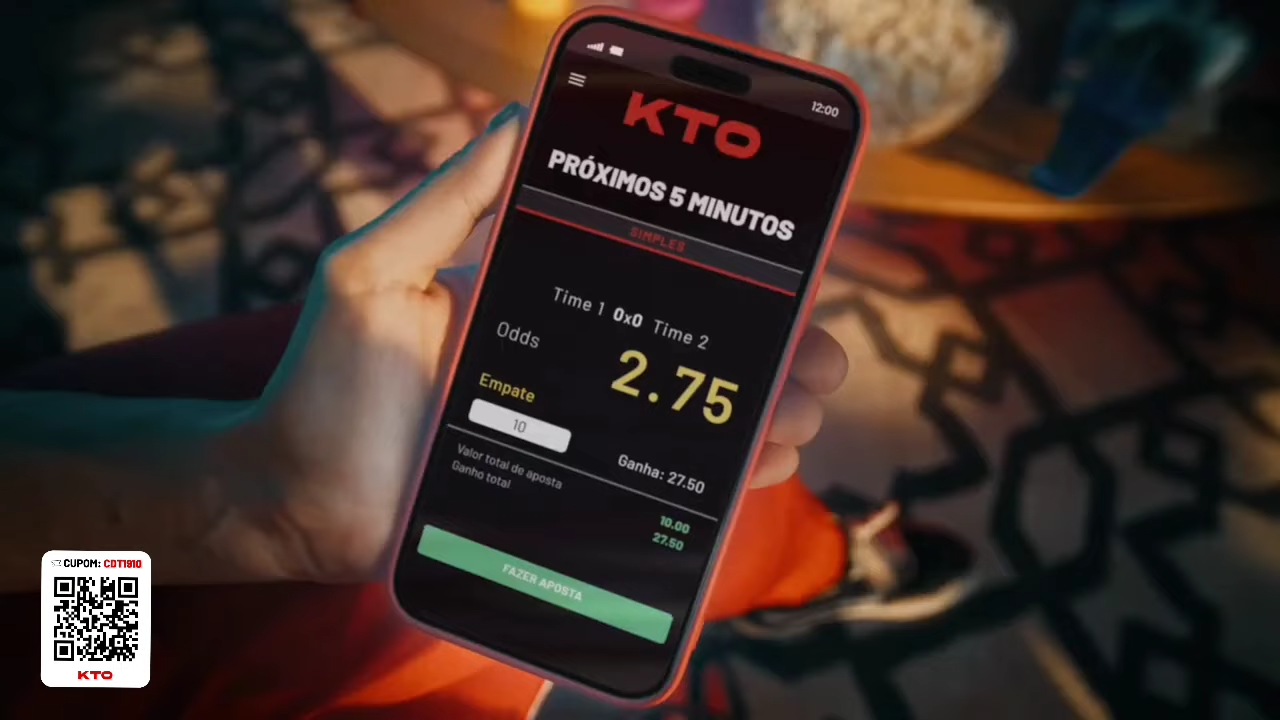 12:00
KTO
PRÓXIMOS 5 MINUTOS
SIMPLES
Time 1 0x0 Time 2
Odds
2.75
Empate
10
Ganha: 27.50
Valor total de aposta
Ganho total
10.00
27.50
FAZER APOSTA
CUPOM: CDT1910
KTO